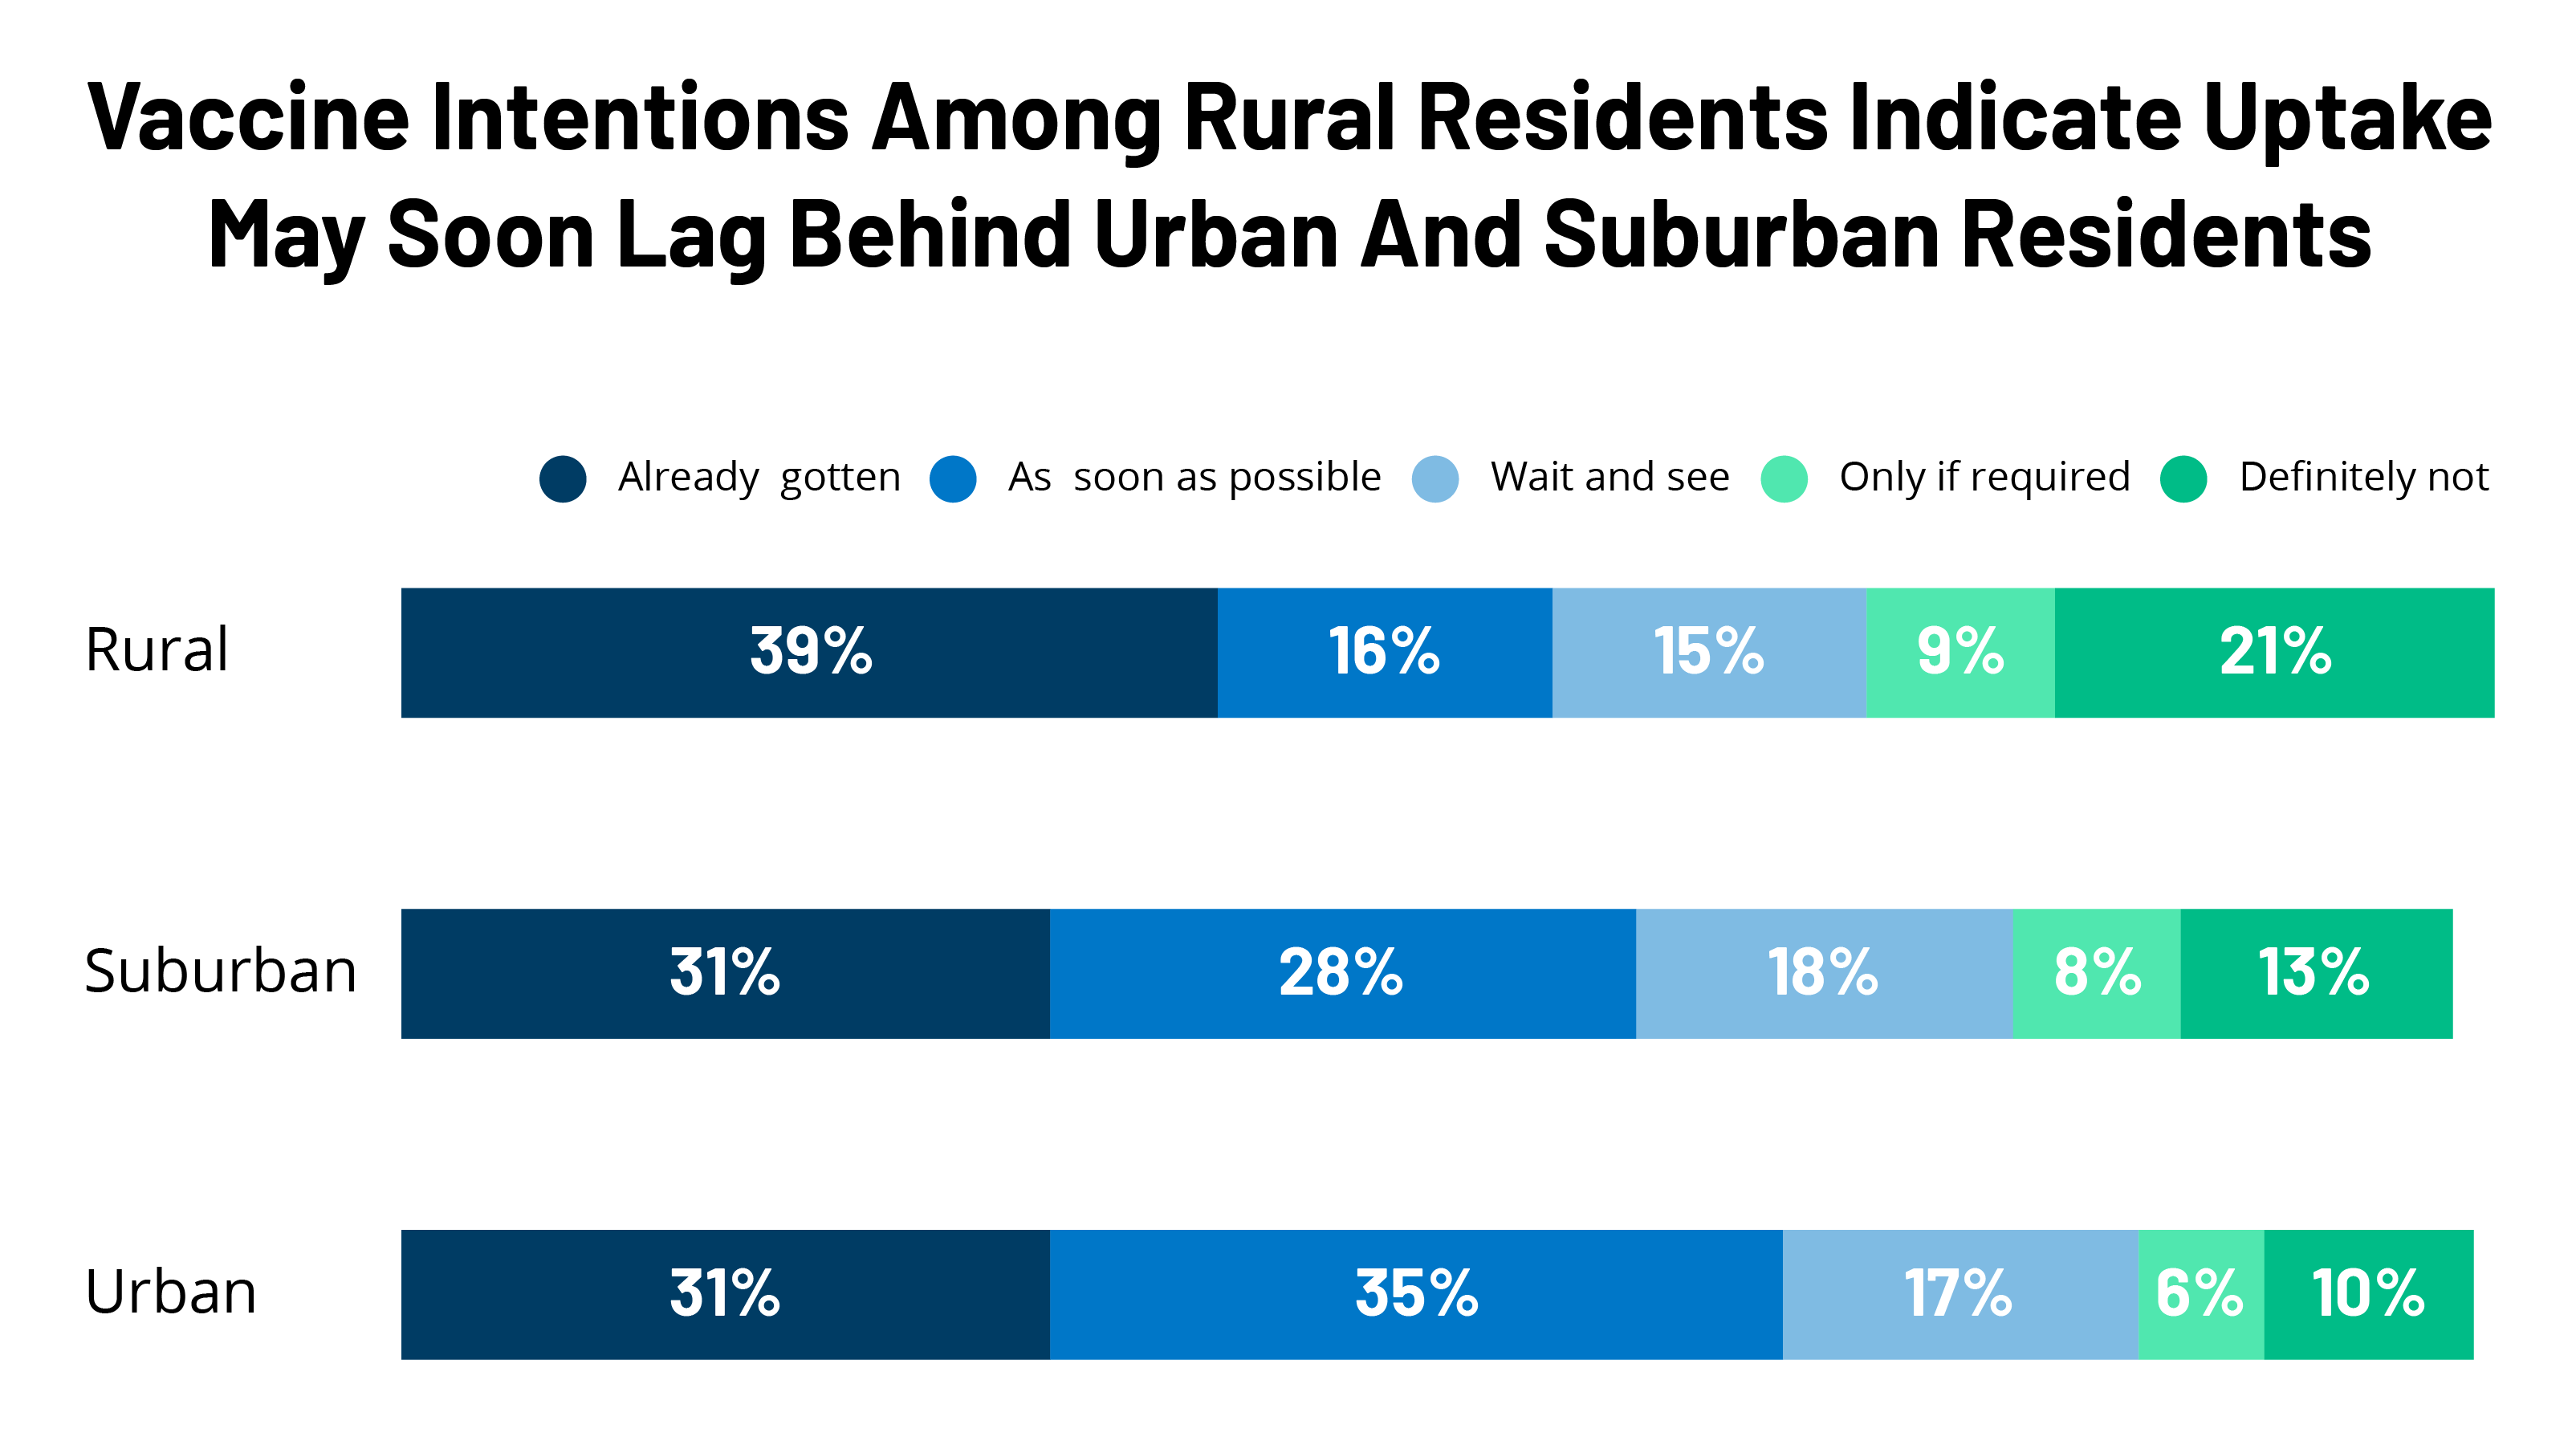 Vaccine Intentions Among Rural Residents Indicate Uptake
May Soon Lag Behind Urban And Suburban Residents
Already gotten As soon as possible Wait and see Only if required Definitely not
Rural 39% 16% 15% 9% 21%
Suburban 31% 28% 18% 8% 13%
Urban 31% 35% 17% 6% 10%